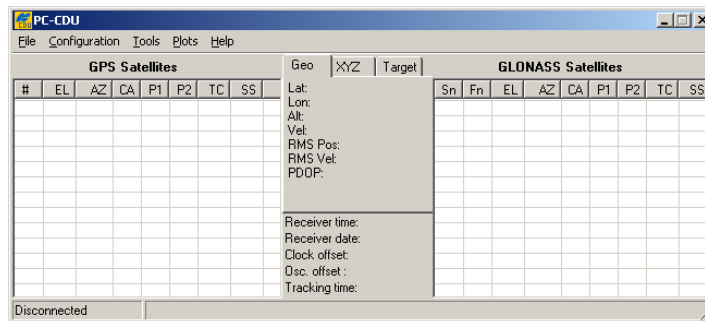 PC-CDU
File Configuration Tools Plots Help
GPS Satellites
# EL AZ CA P1 P2 TC SS
Geo XYZ Target
Lat:
Lon:
Alt:
Vel:
RMS Pos:
RMS Vel:
PDOP:
Receiver time:
Receiver date:
Clock offset:
Osc. offset :
Tracking time:
GLONASS Satellites
Sn Fn EL AZ CA P1 P2 TC SS
Disconnected